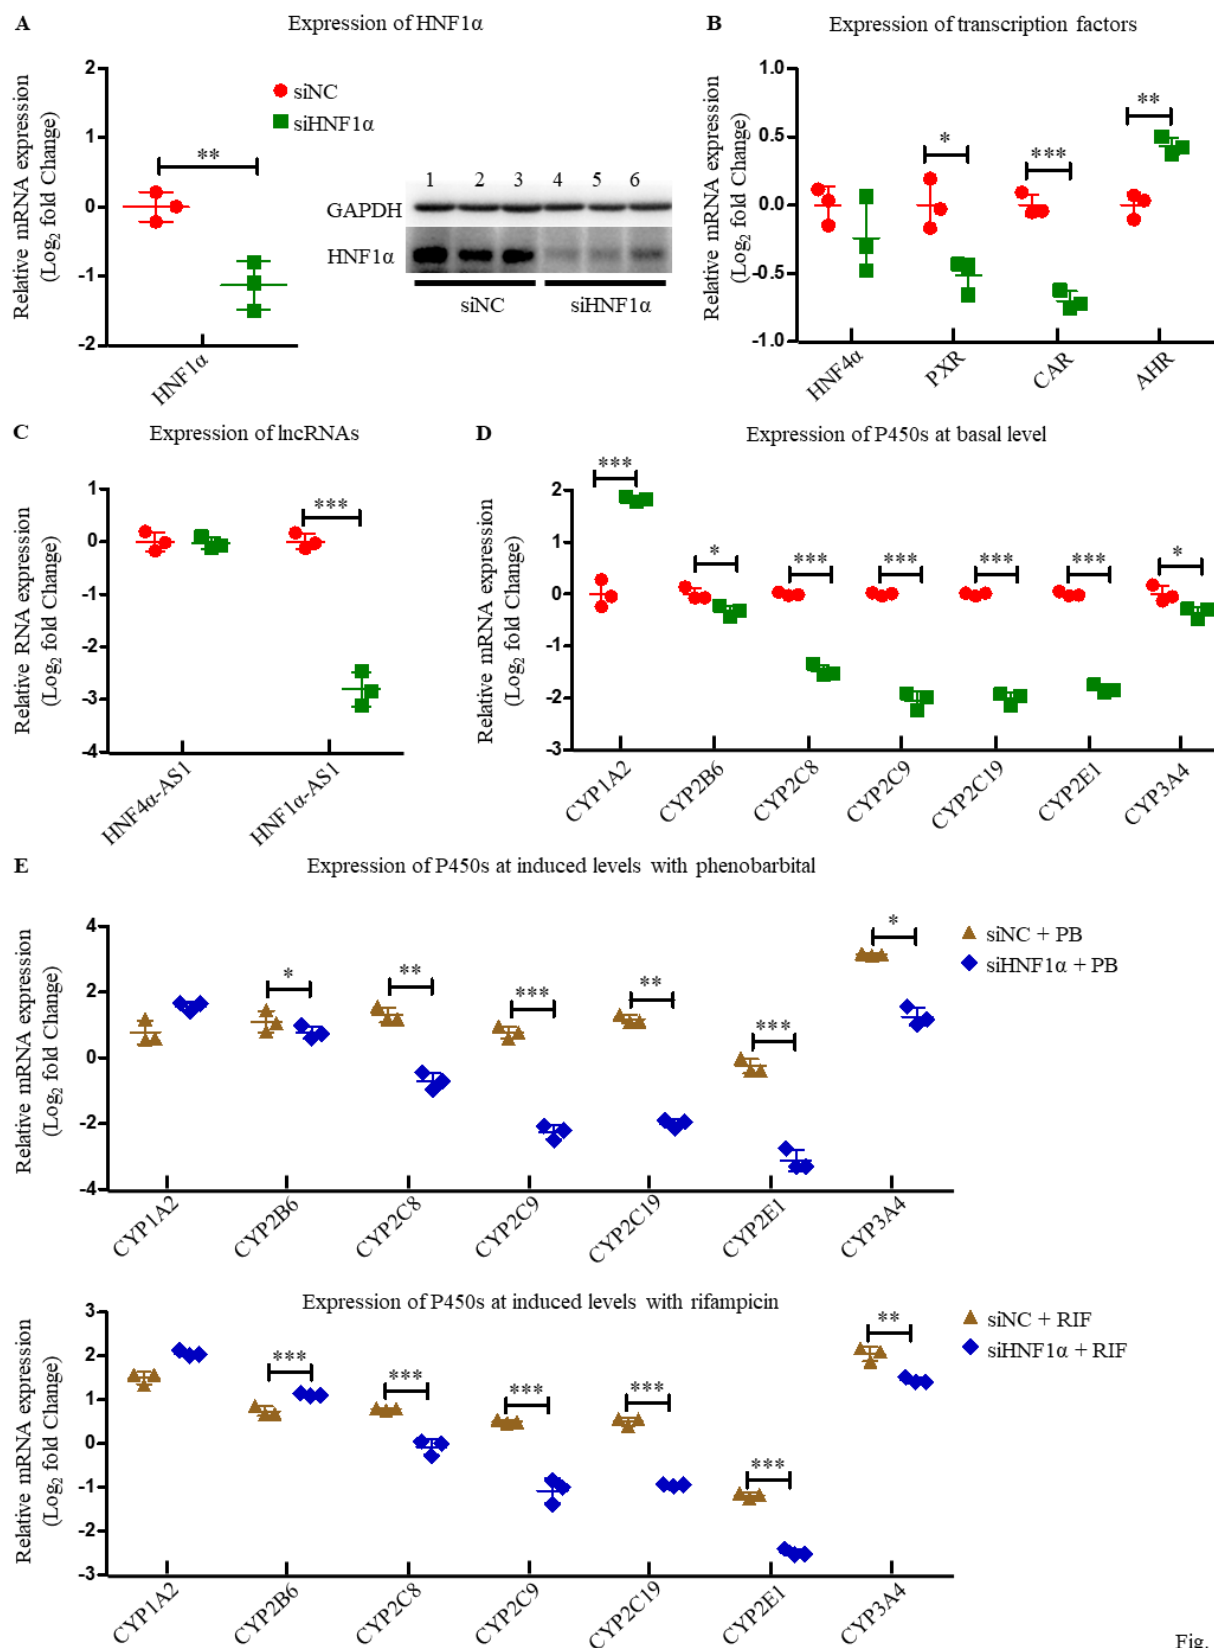 A
Expression of HNF1α
Relative mRNA expression
(Log₂ fold Change)
2
1
0
-1
-2
**
HNF1α
siNC
siHNF1α
1 2 3 4 5 6
GAPDH
HNF1α
siNC siHNF1α
B
Expression of transcription factors
Relative mRNA expression
(Log₂ fold Change)
1.0
0.5
0.0
-0.5
-1.0
* *** **
HNF4α PXR CAR AHR
C
Expression of lncRNAs
Relative RNA expression
(Log₂ fold Change)
1
0
-1
-2
-3
-4
***
HNF4α-AS1 HNF1α-AS1
D
Expression of P450s at basal level
Relative mRNA expression
(Log₂ fold Change)
2
1
0
-1
-2
-3
*** * *** *** *** *** *
CYP1A2 CYP2B6 CYP2C8 CYP2C9 CYP2C19 CYP2E1 CYP3A4
E
Expression of P450s at induced levels with phenobarbital
Relative mRNA expression
(Log₂ fold Change)
4
2
0
-2
-4
* ** *** ** *** *
siNC + PB
siHNF1α + PB
CYP1A2 CYP2B6 CYP2C8 CYP2C9 CYP2C19 CYP2E1 CYP3A4
Expression of P450s at induced levels with rifampicin
Relative mRNA expression
(Log₂ fold Change)
3
2
1
0
-1
-2
-3
*** *** *** *** *** **
siNC + RIF
siHNF1α + RIF
CYP1A2 CYP2B6 CYP2C8 CYP2C9 CYP2C19 CYP2E1 CYP3A4
Fig.